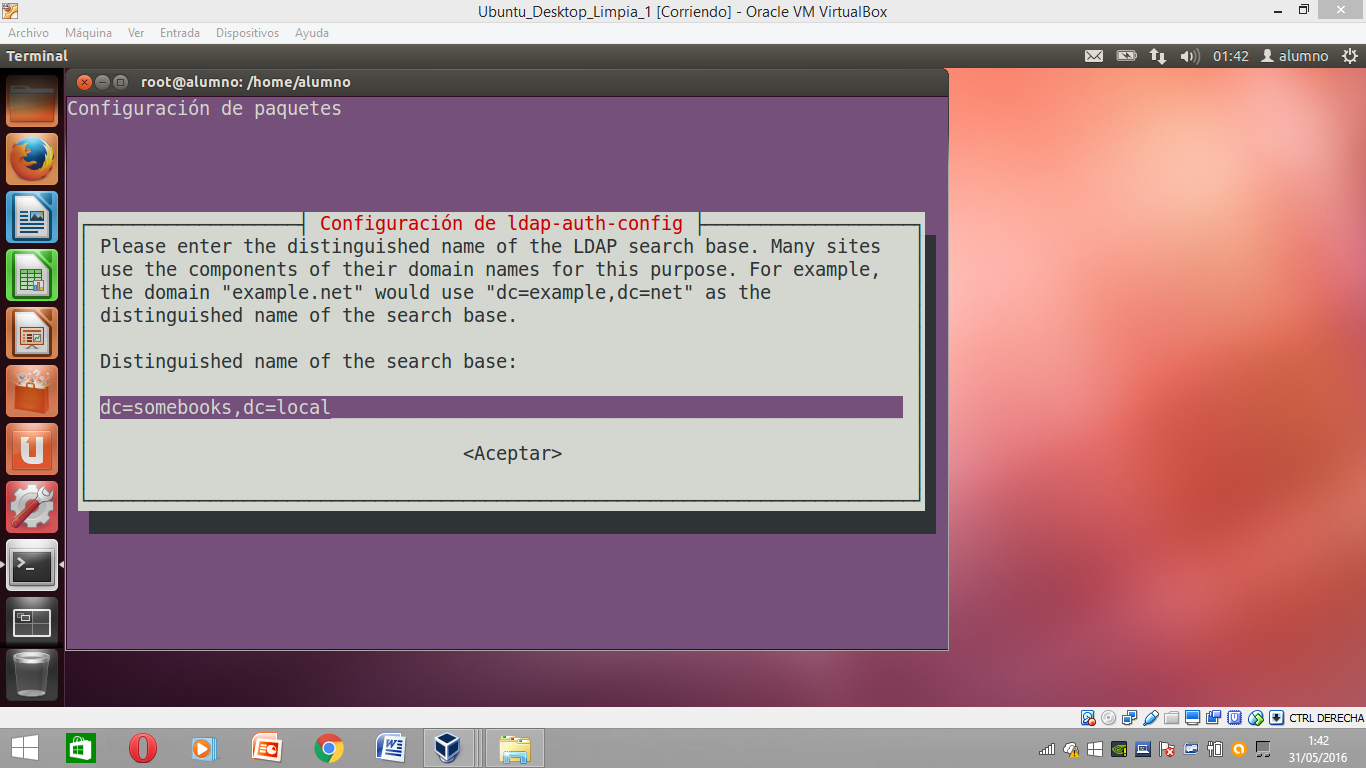 Ubuntu_Desktop_Limpia_1 [Corriendo] - Oracle VM VirtualBox
Archivo Máquina Ver Entrada Dispositivos Ayuda
Terminal 01:42 alumno
root@alumno: /home/alumno
Configuración de paquetes
Configuración de ldap-auth-config
Please enter the distinguished name of the LDAP search base. Many sites
use the components of their domain names for this purpose. For example,
the domain "example.net" would use "dc=example,dc=net" as the
distinguished name of the search base.
Distinguished name of the search base:
dc=somebooks,dc=local
<Aceptar>
CTRL DERECHA
1:42
31/05/2016